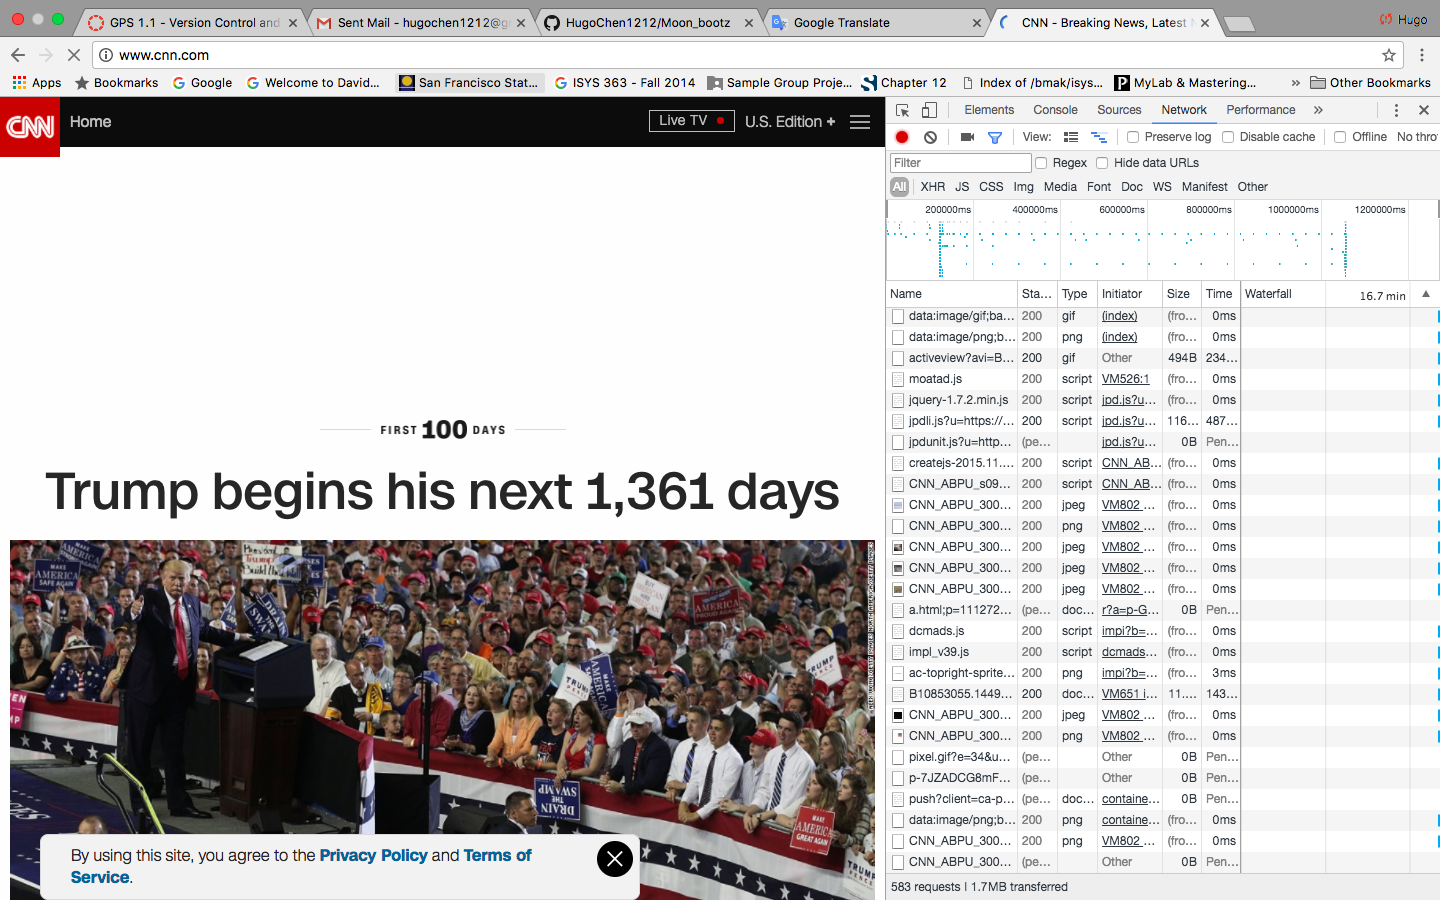 GPS 1.1 - Version Control and
Sent Mail - hugochen1212@g
HugoChen1212/Moon_bootz
Google Translate
CNN - Breaking News, Latest
Hugo
www.cnn.com
Apps
Bookmarks
Google
Welcome to David...
San Francisco Stat...
ISYS 363 - Fall 2014
Sample Group Proje...
Chapter 12
Index of /bmak/isys...
MyLab & Mastering...
»
Other Bookmarks
CNN
Home
Live TV
U.S. Edition +
FIRST 100 DAYS
Trump begins his next 1,361 days
MAKE AMERICA SAFE AGAIN
TRUMP PENCE
DRAIN THE SWAMP
MAKE AMERICA GREAT AGAIN
By using this site, you agree to the Privacy Policy and Terms of
Service.
Elements Console Sources Network Performance »
View: Preserve log Disable cache Offline No thro
Filter Regex Hide data URLs
All XHR JS CSS Img Media Font Doc WS Manifest Other
200000ms 400000ms 600000ms 800000ms 1000000ms 1200000ms
Name Sta... Type Initiator Size Time Waterfall 16.7 min ▲
data:image/gif;ba... 200 gif (index) (fro... 0ms
data:image/png;b... 200 png (index) (fro... 0ms
activeview?avi=B... 200 gif Other 494B 234...
moatad.js 200 script VM526:1 (fro... 0ms
jquery-1.7.2.min.js 200 script jpd.js?u... (fro... 0ms
jpdli.js?u=https://... 200 script jpd.js?u... 116... 487...
jpdunit.js?u=http... (pe... jpd.js?u... 0B Pen...
createjs-2015.11.... 200 script CNN_AB... (fro... 0ms
CNN_ABPU_s09... 200 script CNN_AB... (fro... 0ms
CNN_ABPU_300... 200 jpeg VM802 ... (fro... 0ms
CNN_ABPU_300... 200 png VM802 ... (fro... 0ms
CNN_ABPU_300... 200 jpeg VM802 ... (fro... 0ms
CNN_ABPU_300... 200 jpeg VM802 ... (fro... 0ms
CNN_ABPU_300... 200 jpeg VM802 ... (fro... 0ms
a.html;p=111272... (pe... doc... r?a=p-G... 0B Pen...
dcmads.js 200 script impi?b=... (fro... 0ms
impl_v39.js 200 script dcmads... (fro... 0ms
ac-topright-sprite... 200 png impi?b=... (fro... 3ms
B10853055.1449... 200 doc... VM651 i... 11.... 143...
CNN_ABPU_300... 200 jpeg VM802 ... (fro... 0ms
CNN_ABPU_300... 200 png VM802 ... (fro... 0ms
pixel.gif?e=34&u... (pe... Other 0B Pen...
p-7JZADCG8mF... (pe... Other 0B Pen...
push?client=ca-p... (pe... doc... containe... 0B Pen...
data:image/png;b... 200 png containe... (fro... 0ms
CNN_ABPU_300... 200 png VM802 ... (fro... 0ms
CNN_ABPU_300... (pe... Other 0B Pen...
583 requests | 1.7MB transferred